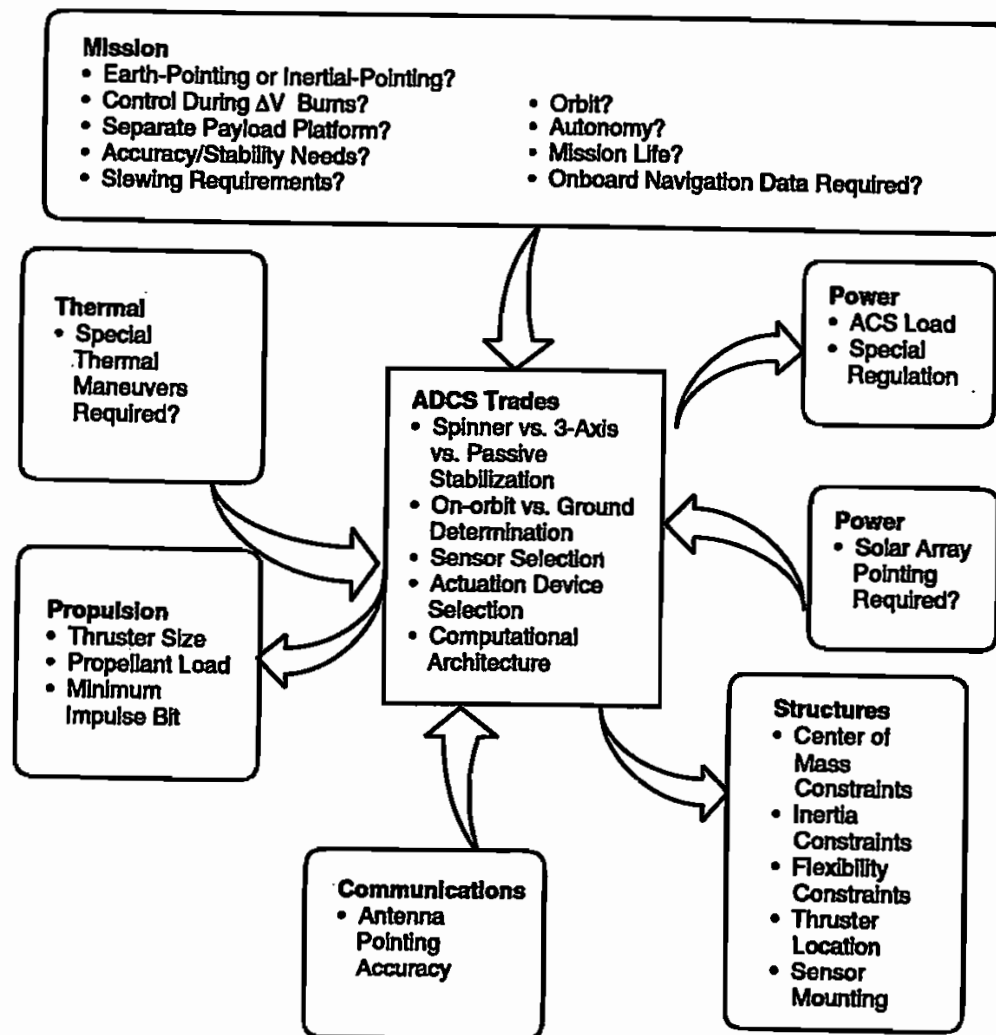 Mission
• Earth-Pointing or Inertial-Pointing?
• Control During ΔV Burns?
• Separate Payload Platform?
• Accuracy/Stability Needs?
• Slewing Requirements?
• Orbit?
• Autonomy?
• Mission Life?
• Onboard Navigation Data Required?
Thermal
• Special
Thermal
Maneuvers
Required?
Power
• ACS Load
• Special
Regulation
ADCS Trades
• Spinner vs. 3-Axis
vs. Passive
Stabilization
• On-orbit vs. Ground
Determination
• Sensor Selection
• Actuation Device
Selection
• Computational
Architecture
Power
• Solar Array
Pointing
Required?
Propulsion
• Thruster Size
• Propellant Load
• Minimum
Impulse Bit
Structures
• Center of
Mass
Constraints
• Inertia
Constraints
• Flexibility
Constraints
• Thruster
Location
• Sensor
Mounting
Communications
• Antenna
Pointing
Accuracy